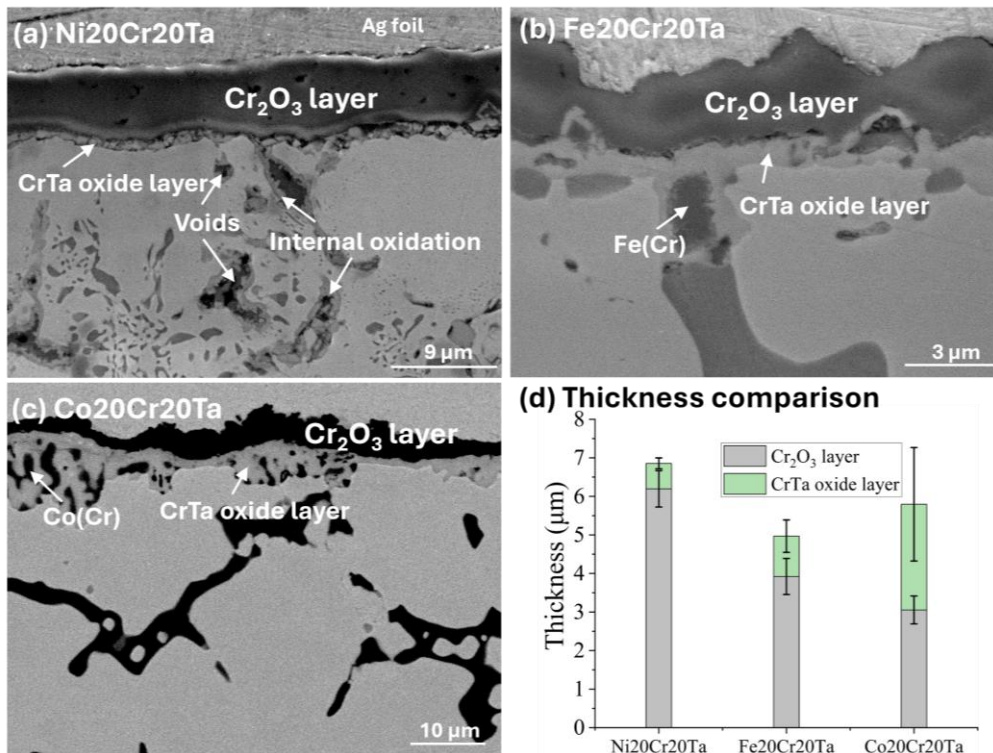 (a) Ni20Cr20Ta
Ag foil
Cr₂O₃ layer
CrTa oxide layer
Voids
Internal oxidation
9 μm
(b) Fe20Cr20Ta
Cr₂O₃ layer
CrTa oxide layer
Fe(Cr)
3 μm
(c) Co20Cr20Ta
Cr₂O₃ layer
Co(Cr)
CrTa oxide layer
10 μm
(d) Thickness comparison
Cr₂O₃ layer
CrTa oxide layer
Thickness (μm)
8
7
6
5
4
3
2
1
0
Ni20Cr20Ta Fe20Cr20Ta Co20Cr20Ta